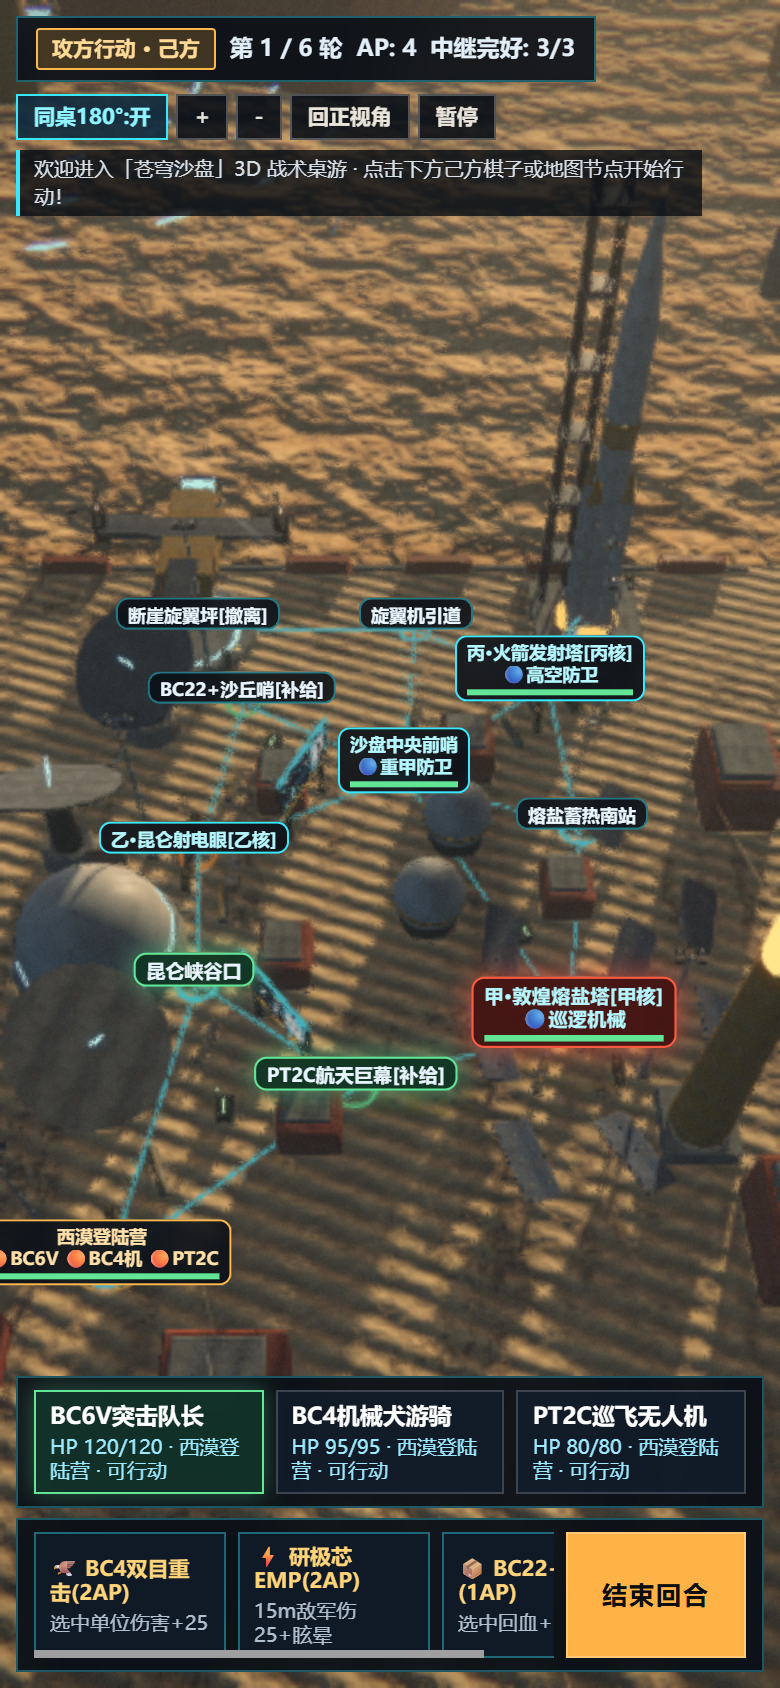 攻方行动 · 己方 第 1 / 6 轮 AP: 4 中继完好: 3/3
同桌180°:开 + - 回正视角 暂停
欢迎进入「苍穹沙盘」3D 战术桌游 · 点击下方己方棋子或地图节点开始行
动!
断崖旋翼坪[撤离] 旋翼机引道
丙·火箭发射塔[丙核]
高空防卫
BC22+沙丘哨[补给]
沙盘中央前哨
重甲防卫
熔盐蓄热南站
乙·昆仑射电眼[乙核]
昆仑峡谷口
甲·敦煌熔盐塔[甲核]
巡逻机械
PT2C航天巨幕[补给]
西漠登陆营
BC6V BC4机 PT2C
BC6V突击队长
HP 120/120 · 西漠登
陆营 · 可行动
BC4机械犬游骑
HP 95/95 · 西漠登陆
营 · 可行动
PT2C巡飞无人机
HP 80/80 · 西漠登陆
营 · 可行动
BC4双目重
击(2AP)
选中单位伤害+25
研极芯
EMP(2AP)
15m敌军伤
25+眩晕
BC22-
(1AP)
选中回血+
结束回合